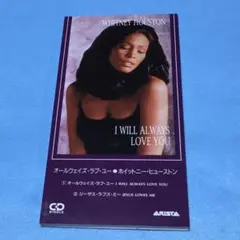 WHITNEY HOUSTON
I WILL ALWAYS
LOVE YOU
オールウェイズ・ラブ・ユー●ホイットニー・ヒューストン
① オールウェイズ・ラブ・ユー I WILL ALWAYS LOVE YOU
② ジーザス・ラブズ・ミー JESUS LOVES ME
CD
ARISTA